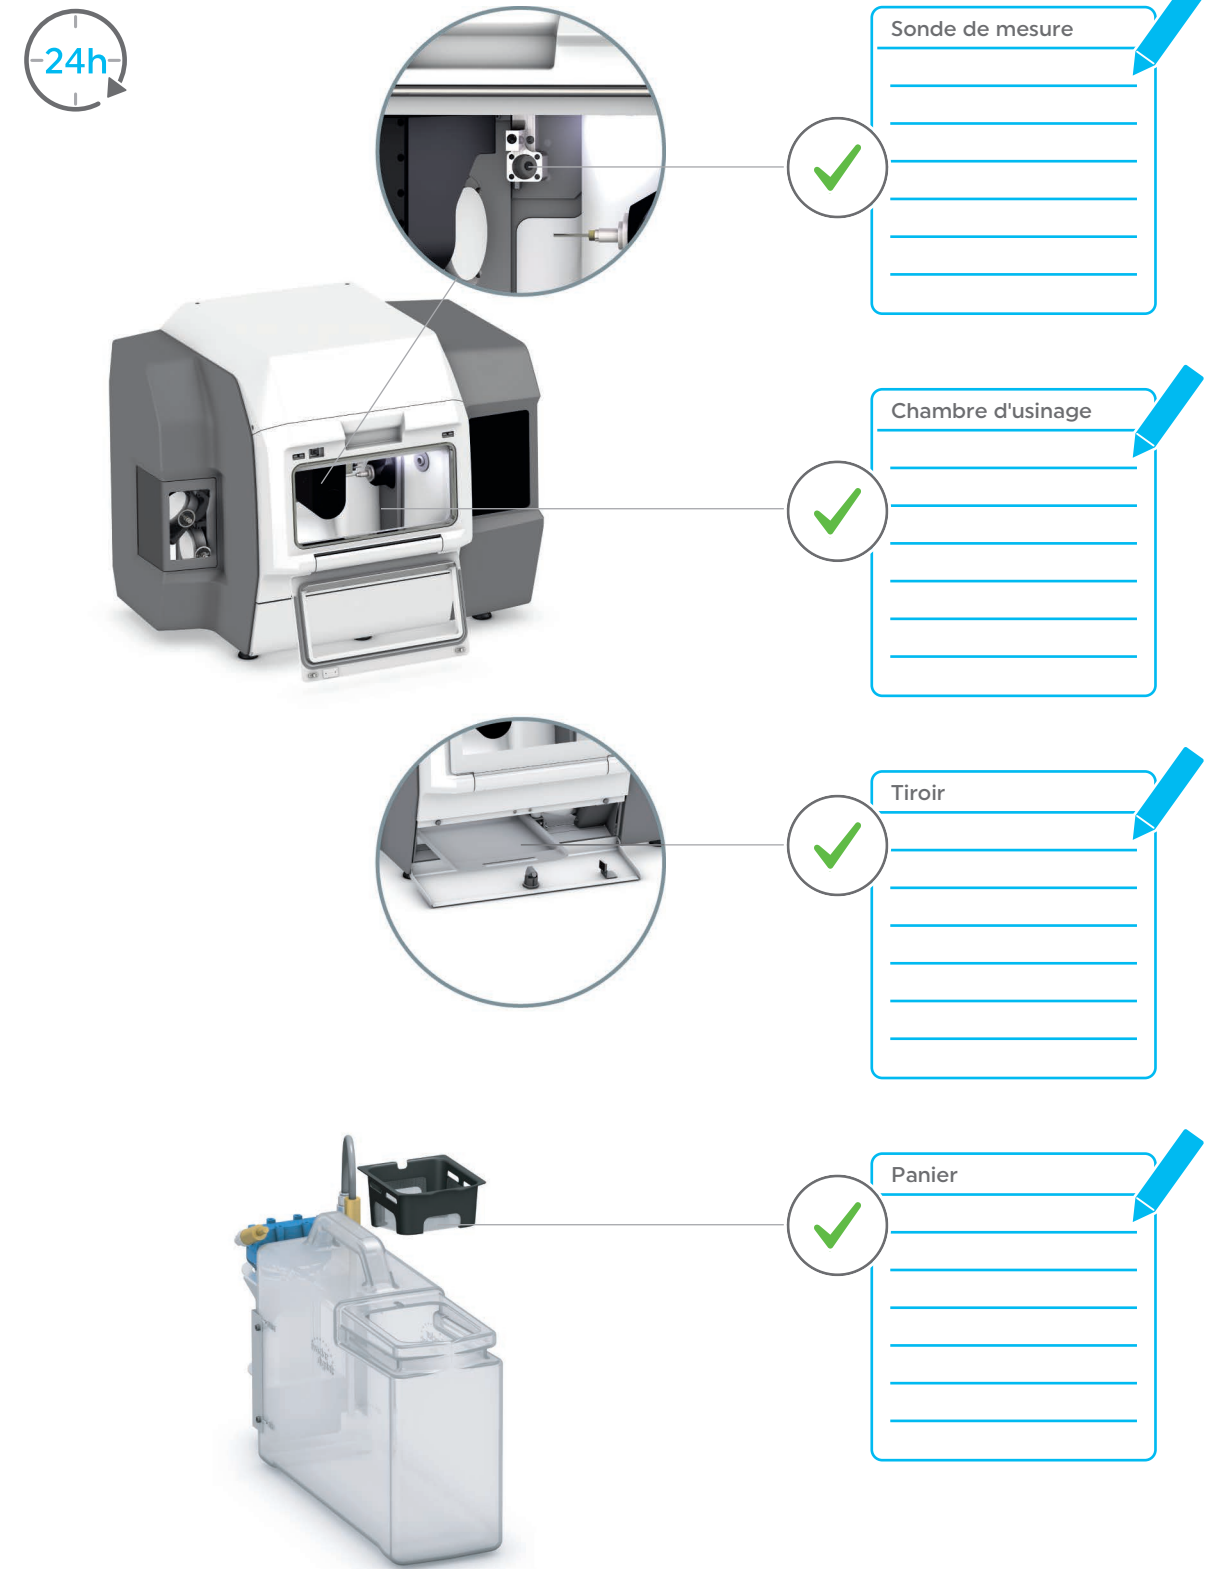 24h
Sonde de mesure
Chambre d'usinage
Tiroir
Panier